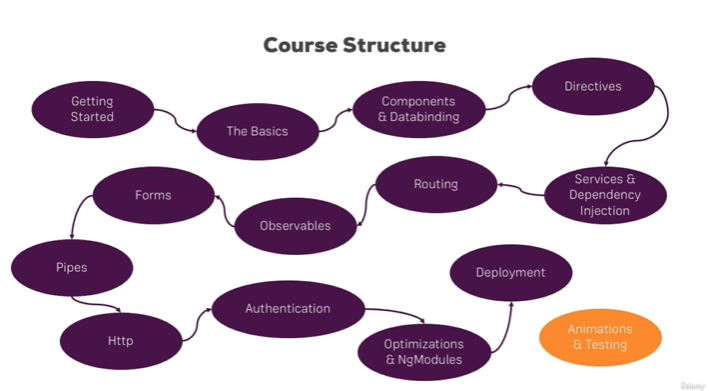 Course Structure
Getting
Started
The Basics
Components
& Databinding
Directives
Services &
Dependency
Injection
Routing
Observables
Forms
Pipes
Http
Authentication
Optimizations
& NgModules
Deployment
Animations
& Testing
Udemy